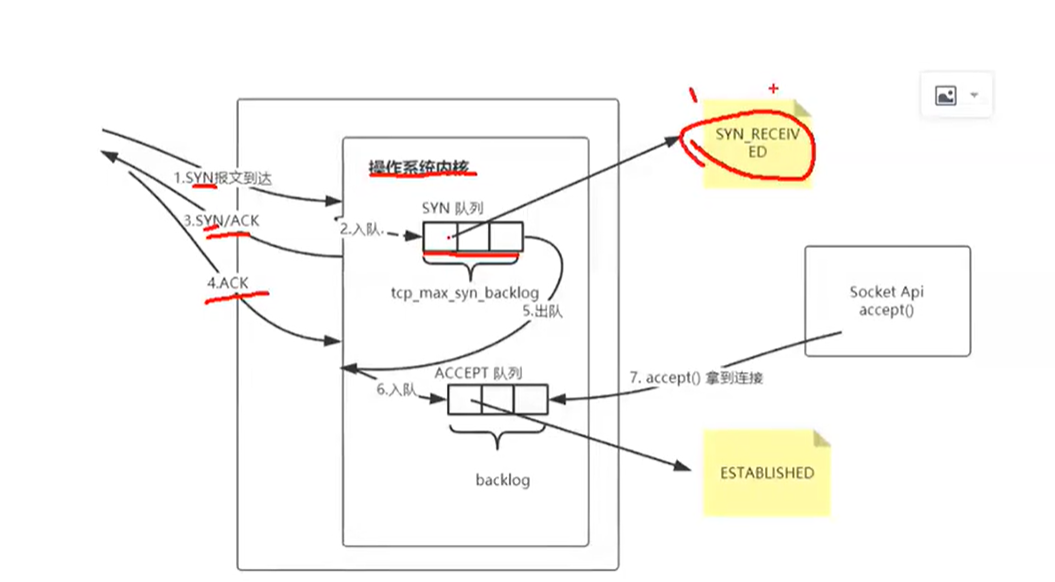 SYN_RECEIV
ED
操作系统内核
1.SYN报文到达
SYN 队列
3.SYN/ACK
2.入队.
4.ACK
tcp_max_syn_backlog
5.出队
Socket Api
accept()
ACCEPT 队列
6.入队
7. accept() 拿到连接
backlog
ESTABLISHED